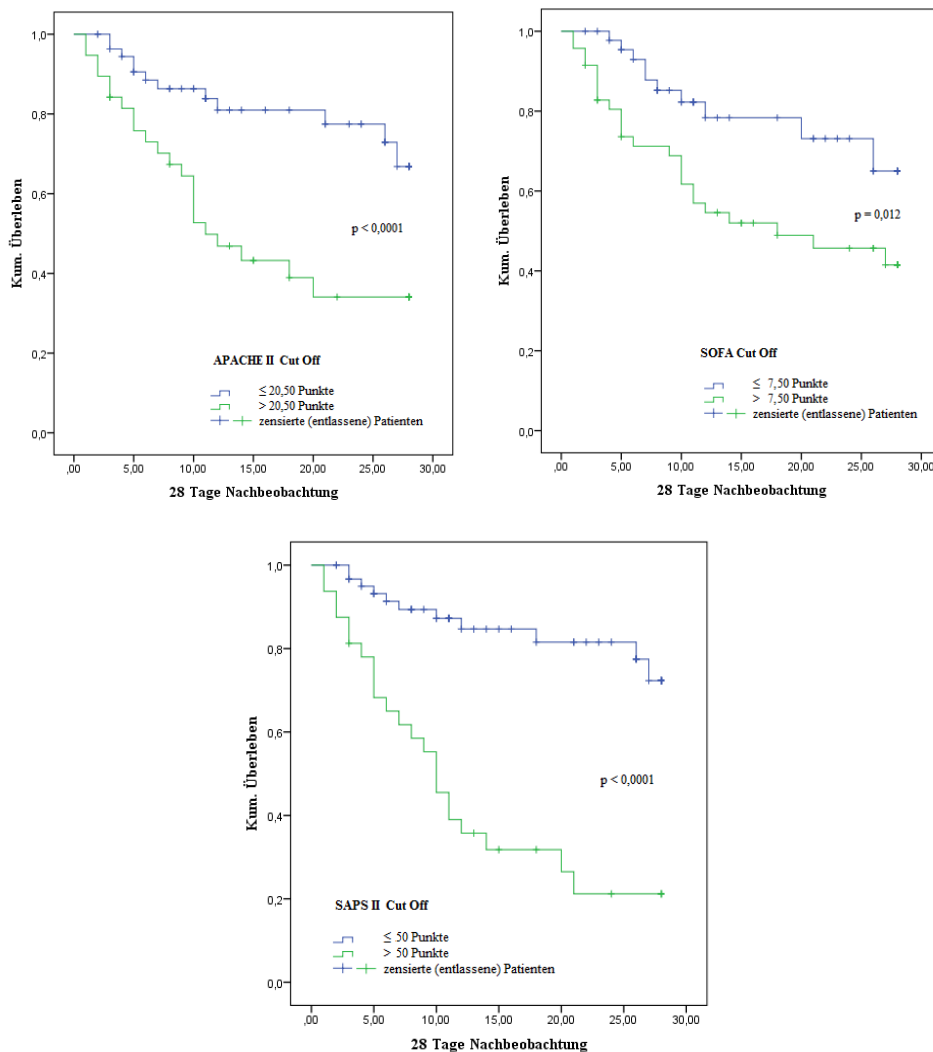 Kum. Überleben
1,0
0,8
0,6
0,4
0,2
0,0
p < 0,0001
APACHE II Cut Off
≤ 20,50 Punkte
> 20,50 Punkte
zensierte (entlassene) Patienten
,00 5,00 10,00 15,00 20,00 25,00 30,00
28 Tage Nachbeobachtung
Kum. Überleben
1,0
0,8
0,6
0,4
0,2
0,0
p = 0,012
SOFA Cut Off
≤ 7,50 Punkte
> 7,50 Punkte
zensierte (entlassene) Patienten
,00 5,00 10,00 15,00 20,00 25,00 30,00
28 Tage Nachbeobachtung
Kum. Überleben
1,0
0,8
0,6
0,4
0,2
0,0
p < 0,0001
SAPS II Cut Off
≤ 50 Punkte
> 50 Punkte
zensierte (entlassene) Patienten
,00 5,00 10,00 15,00 20,00 25,00 30,00
28 Tage Nachbeobachtung